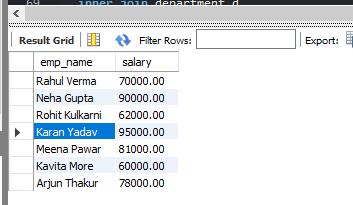 69 inner join department d
Result Grid Filter Rows: Export:
emp_name salary
Rahul Verma 70000.00
Neha Gupta 90000.00
Rohit Kulkarni 62000.00
Karan Yadav 95000.00
Meena Pawar 81000.00
Kavita More 60000.00
Arjun Thakur 78000.00